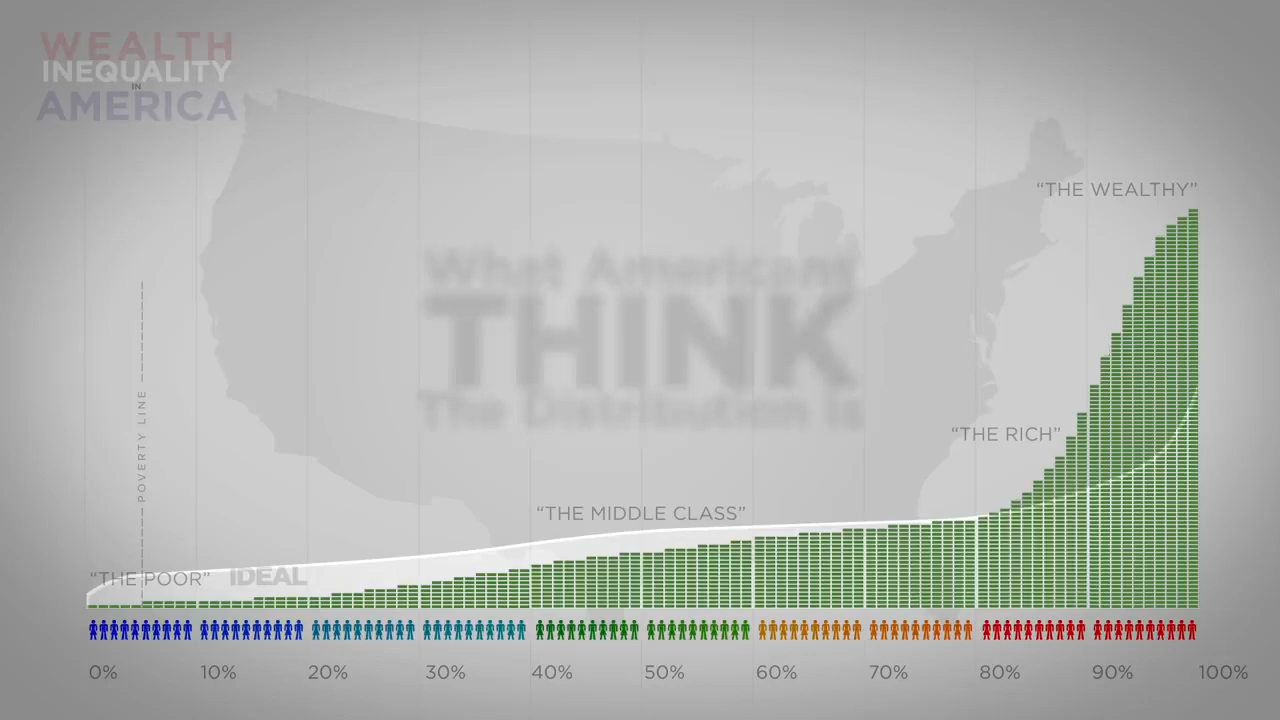 WEALTH
INEQUALITY
IN
AMERICA
“THE WEALTHY”
What Americans
THINK
The Distribution Is
POVERTY LINE
“THE RICH”
“THE MIDDLE CLASS”
“THE POOR” IDEAL
0% 10% 20% 30% 40% 50% 60% 70% 80% 90% 100%